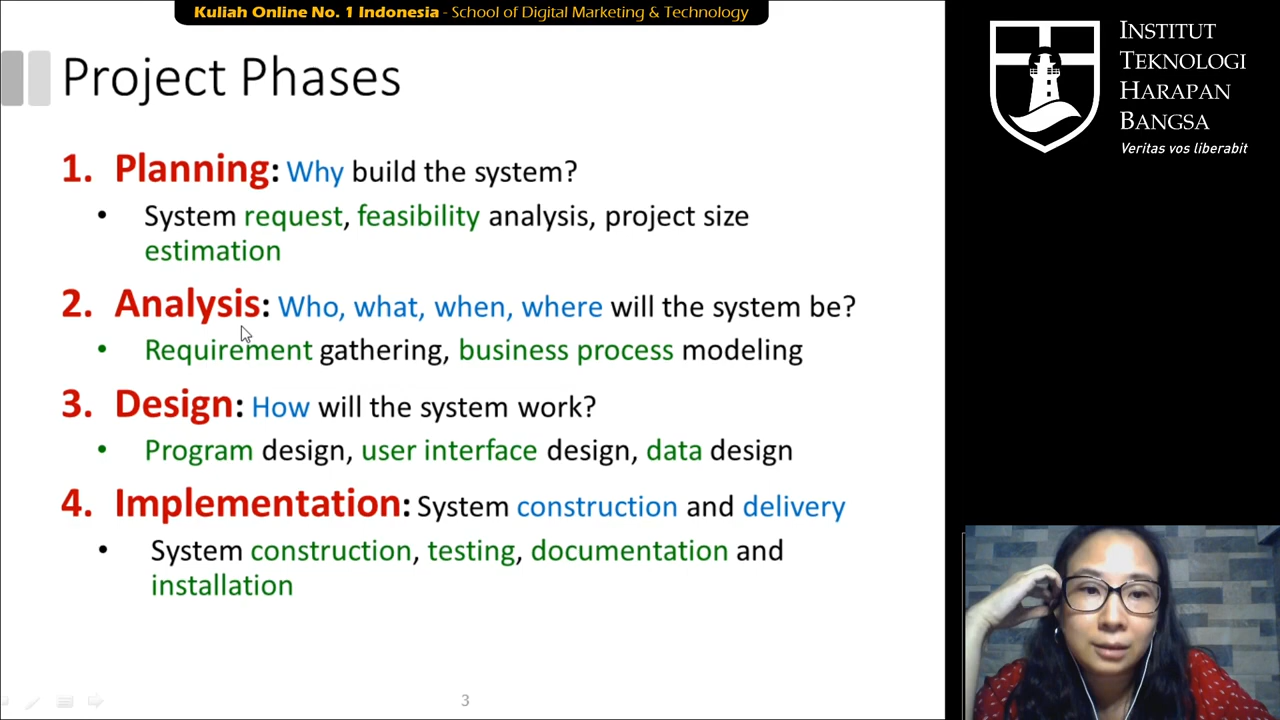 Kuliah Online No. 1 Indonesia - School of Digital Marketing & Technology
Project Phases
1. Planning: Why build the system?
• System request, feasibility analysis, project size
estimation
2. Analysis: Who, what, when, where will the system be?
• Requirement gathering, business process modeling
3. Design: How will the system work?
• Program design, user interface design, data design
4. Implementation: System construction and delivery
• System construction, testing, documentation and
installation
3
INSTITUT
TEKNOLOGI
HARAPAN
BANGSA
Veritas vos liberabit